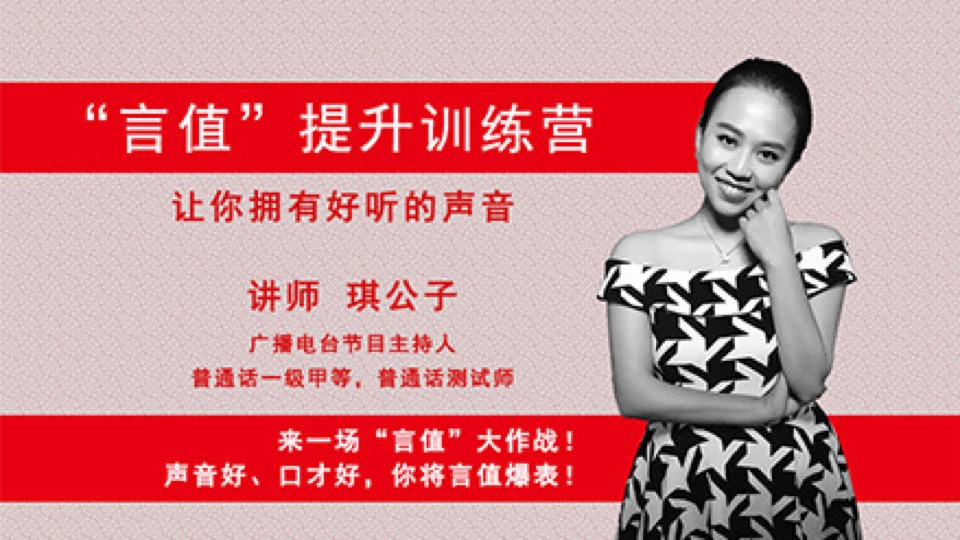 “言值”提升训练营
让你拥有好听的声音
讲师 琪公子
广播电台节目主持人
普通话一级甲等，普通话测试师
来一场“言值”大作战！
声音好、口才好，你将言值爆表！